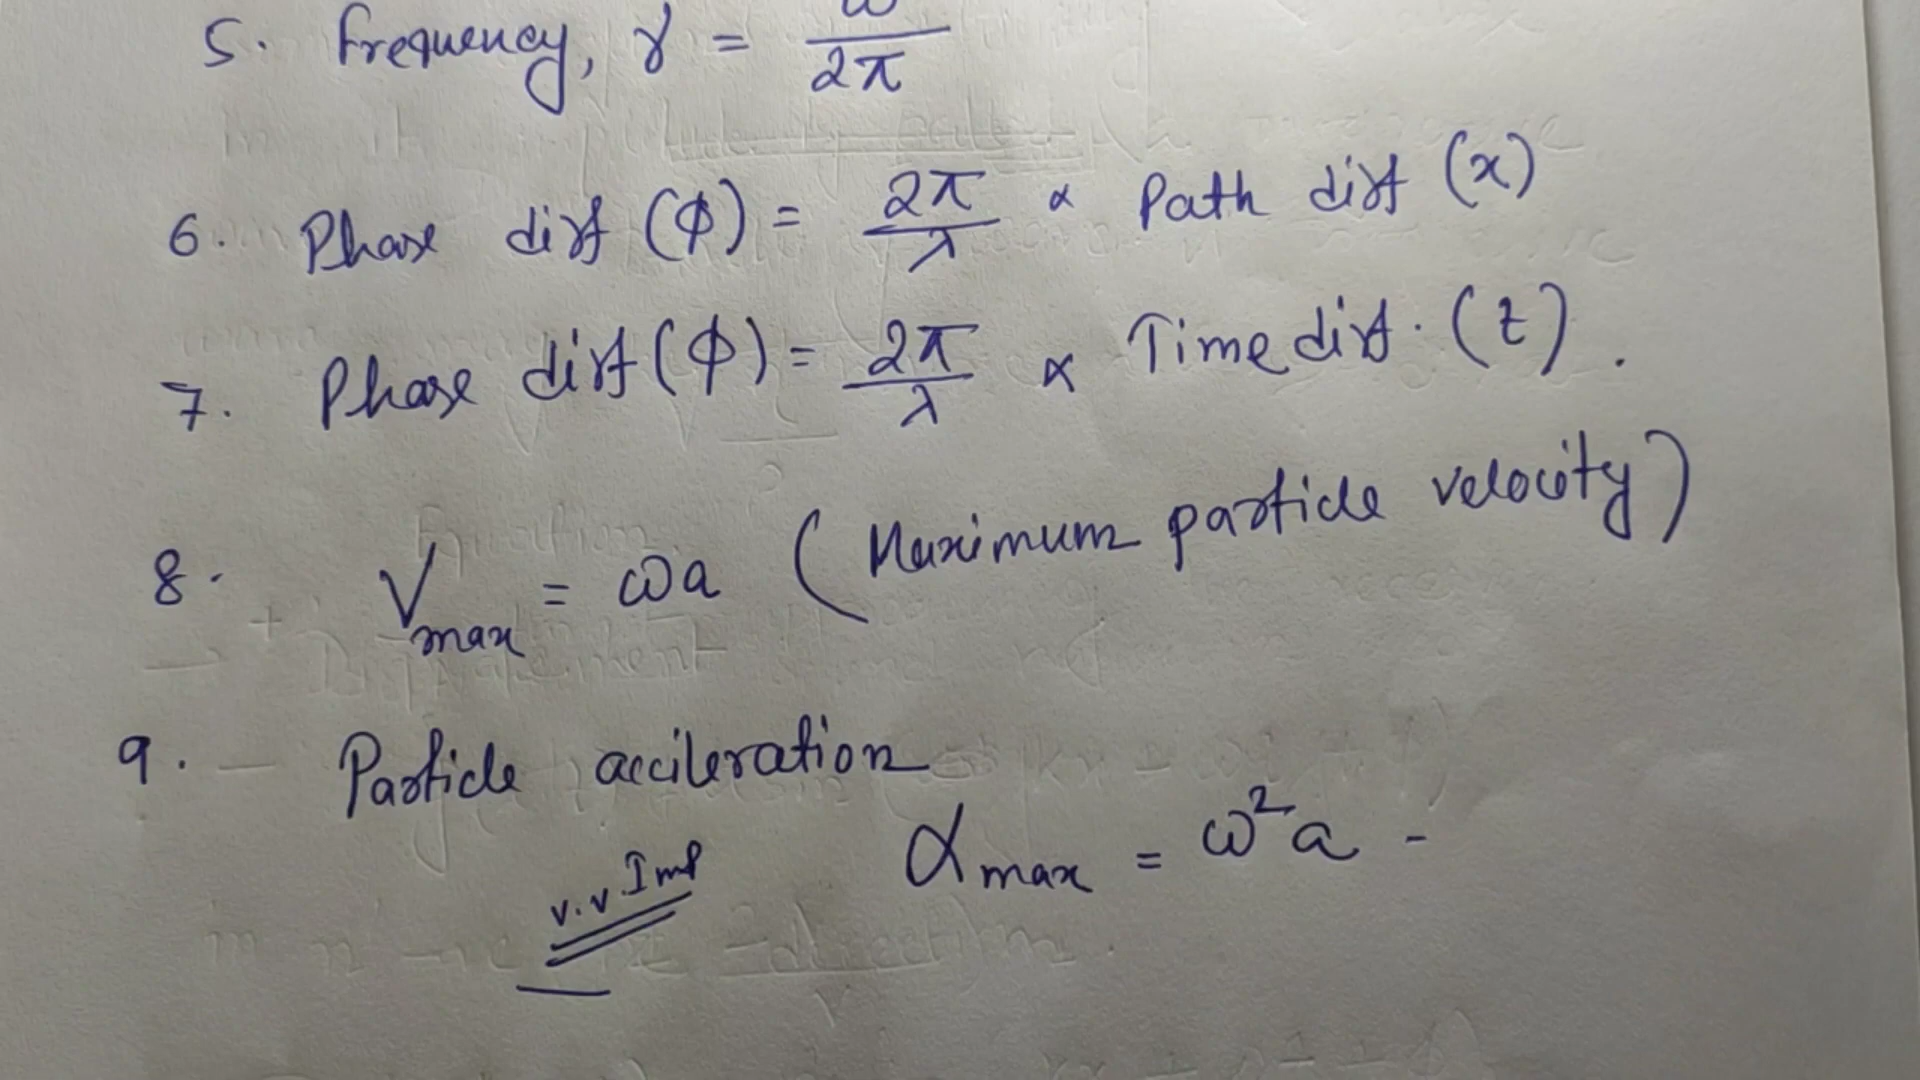 5. Frequency, γ = ω/2π
6. Phase diff (ϕ) = 2π/λ × Path diff (x)
7. Phase diff (ϕ) = 2π/λ × Time diff. (t).
8. Vmax = ωa (Maximum particle velocity)
9. - Particle accileration
αmax = ω²a -
v.v Imp